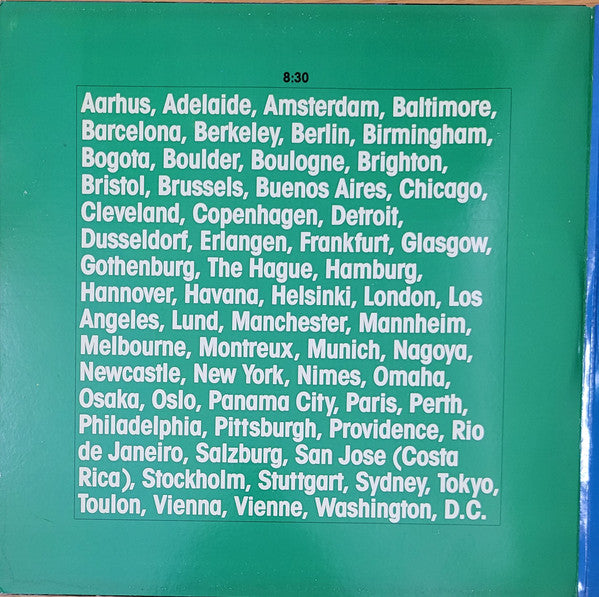 8:30
Aarhus, Adelaide, Amsterdam, Baltimore,
Barcelona, Berkeley, Berlin, Birmingham,
Bogota, Boulder, Boulogne, Brighton,
Bristol, Brussels, Buenos Aires, Chicago,
Cleveland, Copenhagen, Detroit,
Dusseldorf, Erlangen, Frankfurt, Glasgow,
Gothenburg, The Hague, Hamburg,
Hannover, Havana, Helsinki, London, Los
Angeles, Lund, Manchester, Mannheim,
Melbourne, Montreux, Munich, Nagoya,
Newcastle, New York, Nimes, Omaha,
Osaka, Oslo, Panama City, Paris, Perth,
Philadelphia, Pittsburgh, Providence, Rio
de Janeiro, Salzburg, San Jose (Costa
Rica), Stockholm, Stuttgart, Sydney, Tokyo,
Toulon, Vienna, Vienne, Washington, D.C.